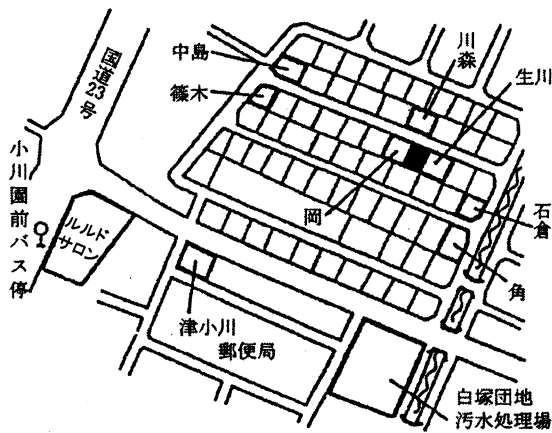 中島
川森
生川
国道23号
篠木
小川園前バス停
ルルド
サロン
岡
石倉
角
津小川
郵便局
白塚団地
汚水処理場